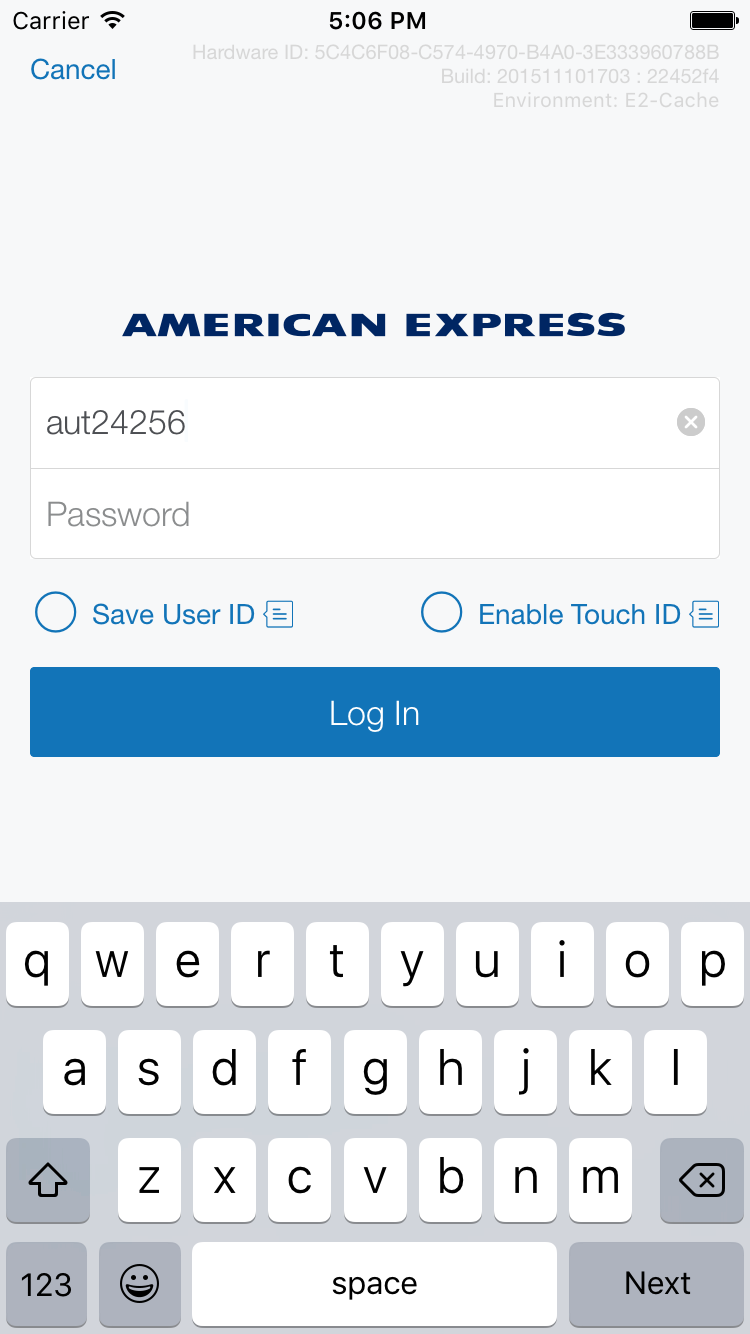 Carrier 5:06 PM
Hardware ID: 5C4C6F08-C574-4970-B4A0-3E333960788B
Cancel Build: 201511101703 : 22452f4
Environment: E2-Cache
AMERICAN EXPRESS
aut24256
Password
Save User ID Enable Touch ID
Log In
q w e r t y u i o p
a s d f g h j k l
z x c v b n m
123 space Next